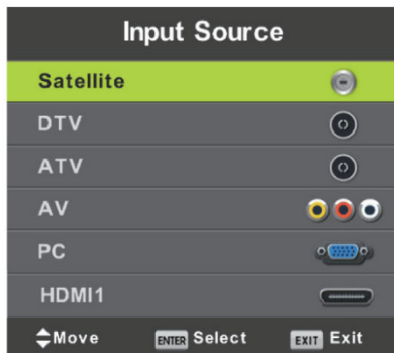 Input Source
Satellite
DTV
ATV
AV
PC
HDMI1
Move ENTER Select EXIT Exit